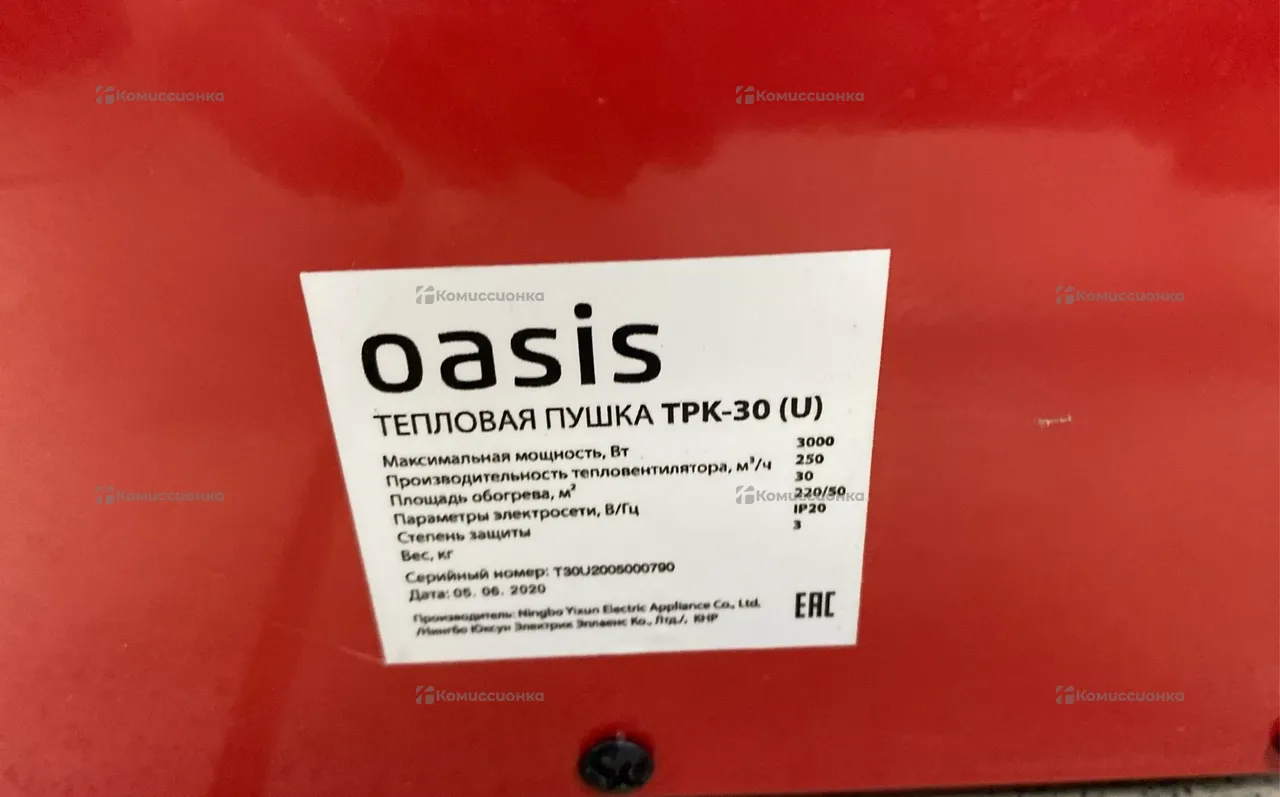 Комиссионка
Комиссионка
Комиссионка
Комиссионка
oasis
ТЕПЛОВАЯ ПУШКА TPK-30 (U)
Максимальная мощность, Вт 3000
Производительность тепловентилятора, м³/ч 250
Площадь обогрева, м² 30
Параметры электросети, В/Гц 220/50
Степень защиты IP20
Вес, кг 3
Комиссионка
Комиссионка
Серийный номер: T30U2005000790
Дата: 05. 06. 2020
Производитель: Ningbo Yixun Electric Appliance Co., Ltd.
/Нингбо Юксун Электрик Эплаенс Ко., Лтд./, КНР
EAC
Комиссионка
Комиссионка